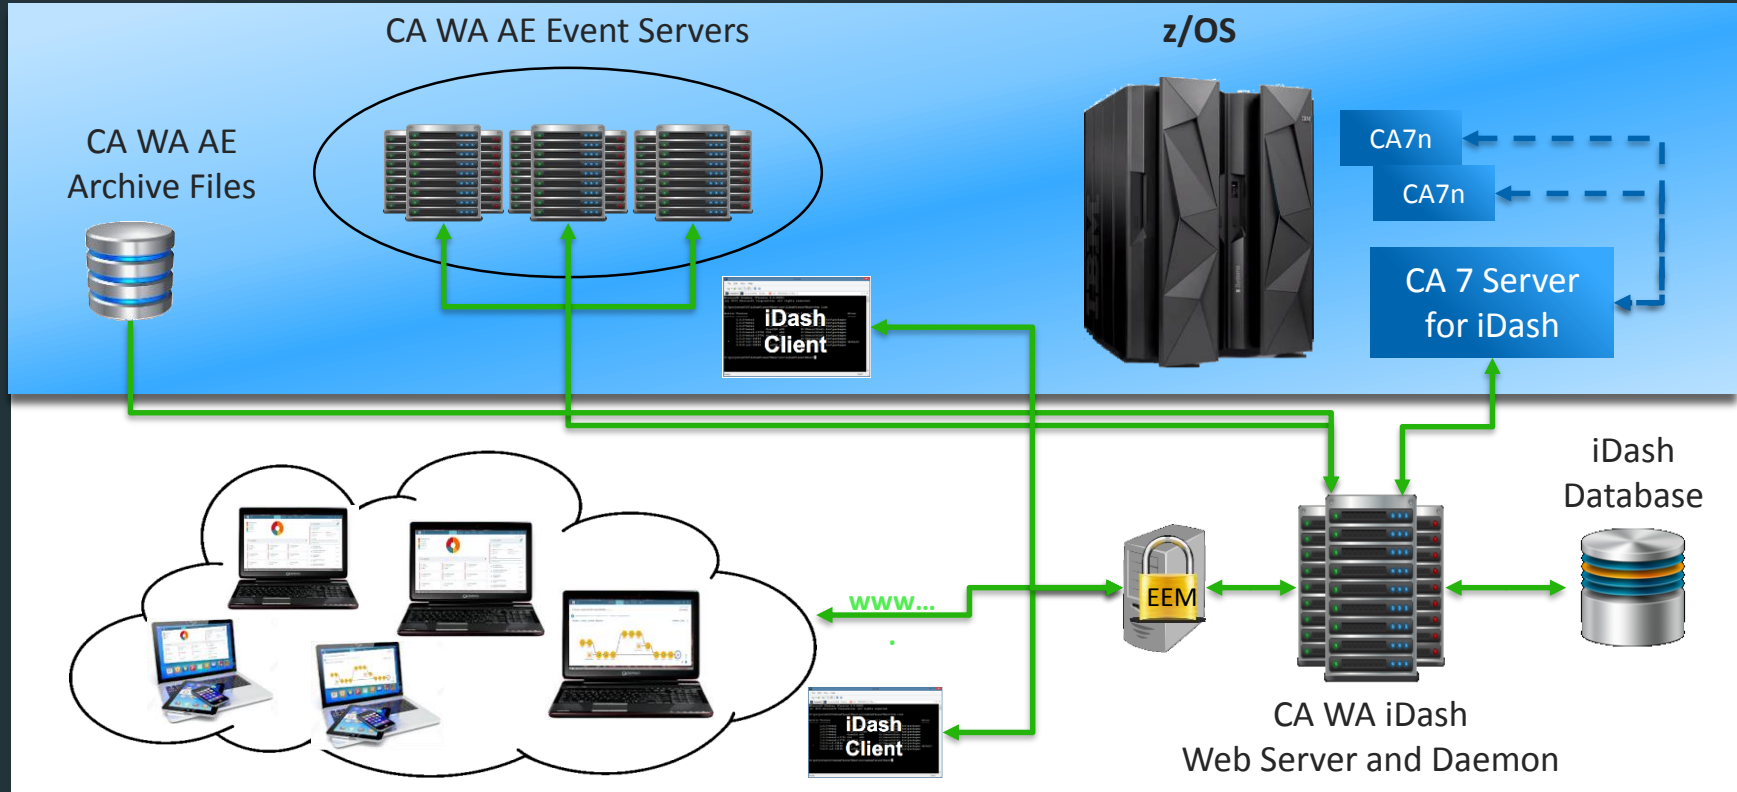 CA WA AE Event Servers
z/OS
CA WA AE
Archive Files
CA7n
CA7n
CA 7 Server
for iDash
iDash
Client
iDash
Database
www...
.
EEM
iDash
Client
CA WA iDash
Web Server and Daemon
IBM